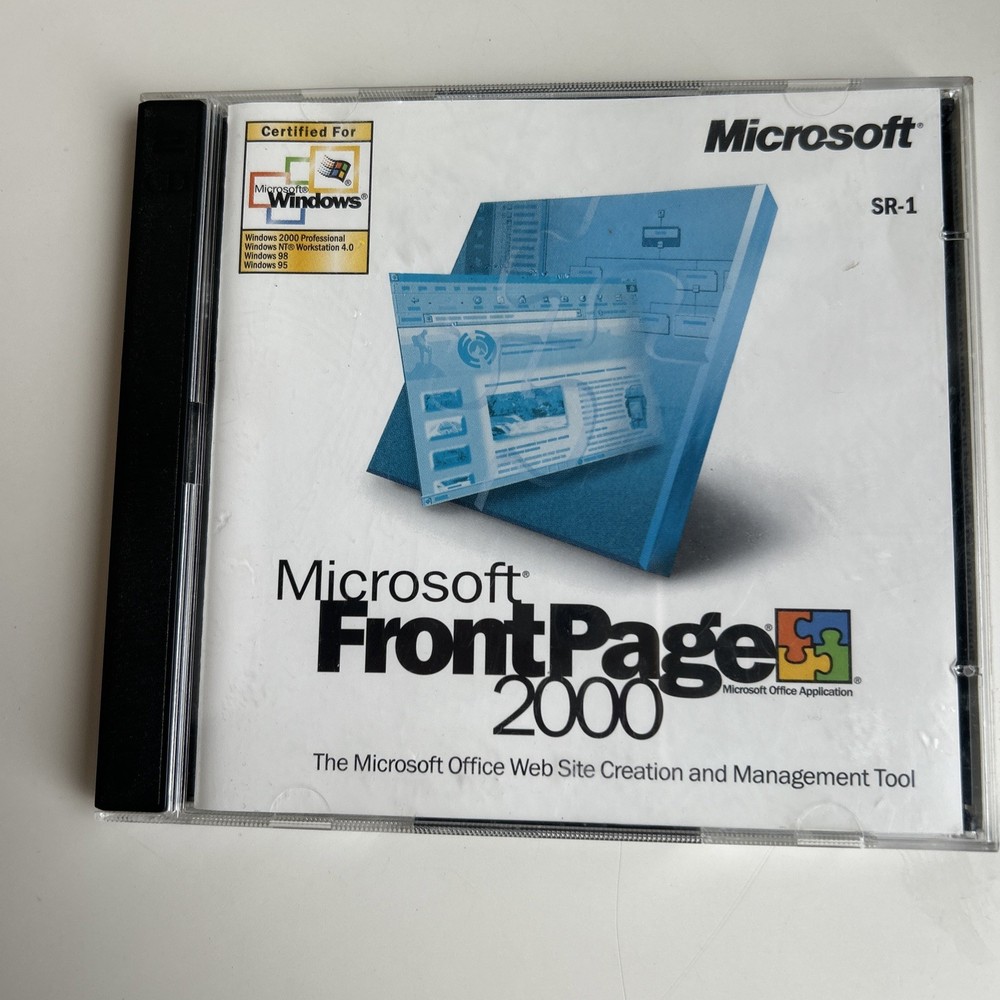 Certified For
Microsoft®
Windows®
Windows 2000 Professional
Windows NT® Workstation 4.0
Windows 98
Windows 95
Microsoft®
SR-1
Microsoft®
FrontPage®
2000
Microsoft Office Application
®
The Microsoft Office Web Site Creation and Management Tool